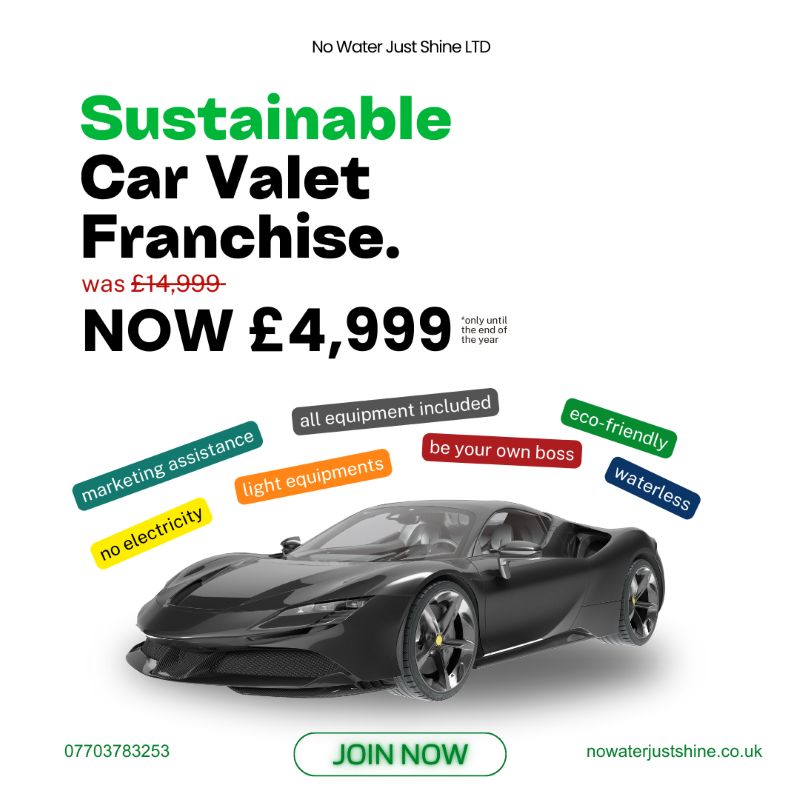 No Water Just Shine LTD
Sustainable
Car Valet
Franchise.
was £14,999
NOW £4,999
*only until
the end of
the year
all equipment included
eco-friendly
marketing assistance
be your own boss
light equipments
waterless
no electricity
07703783253
JOIN NOW
nowaterjustshine.co.uk